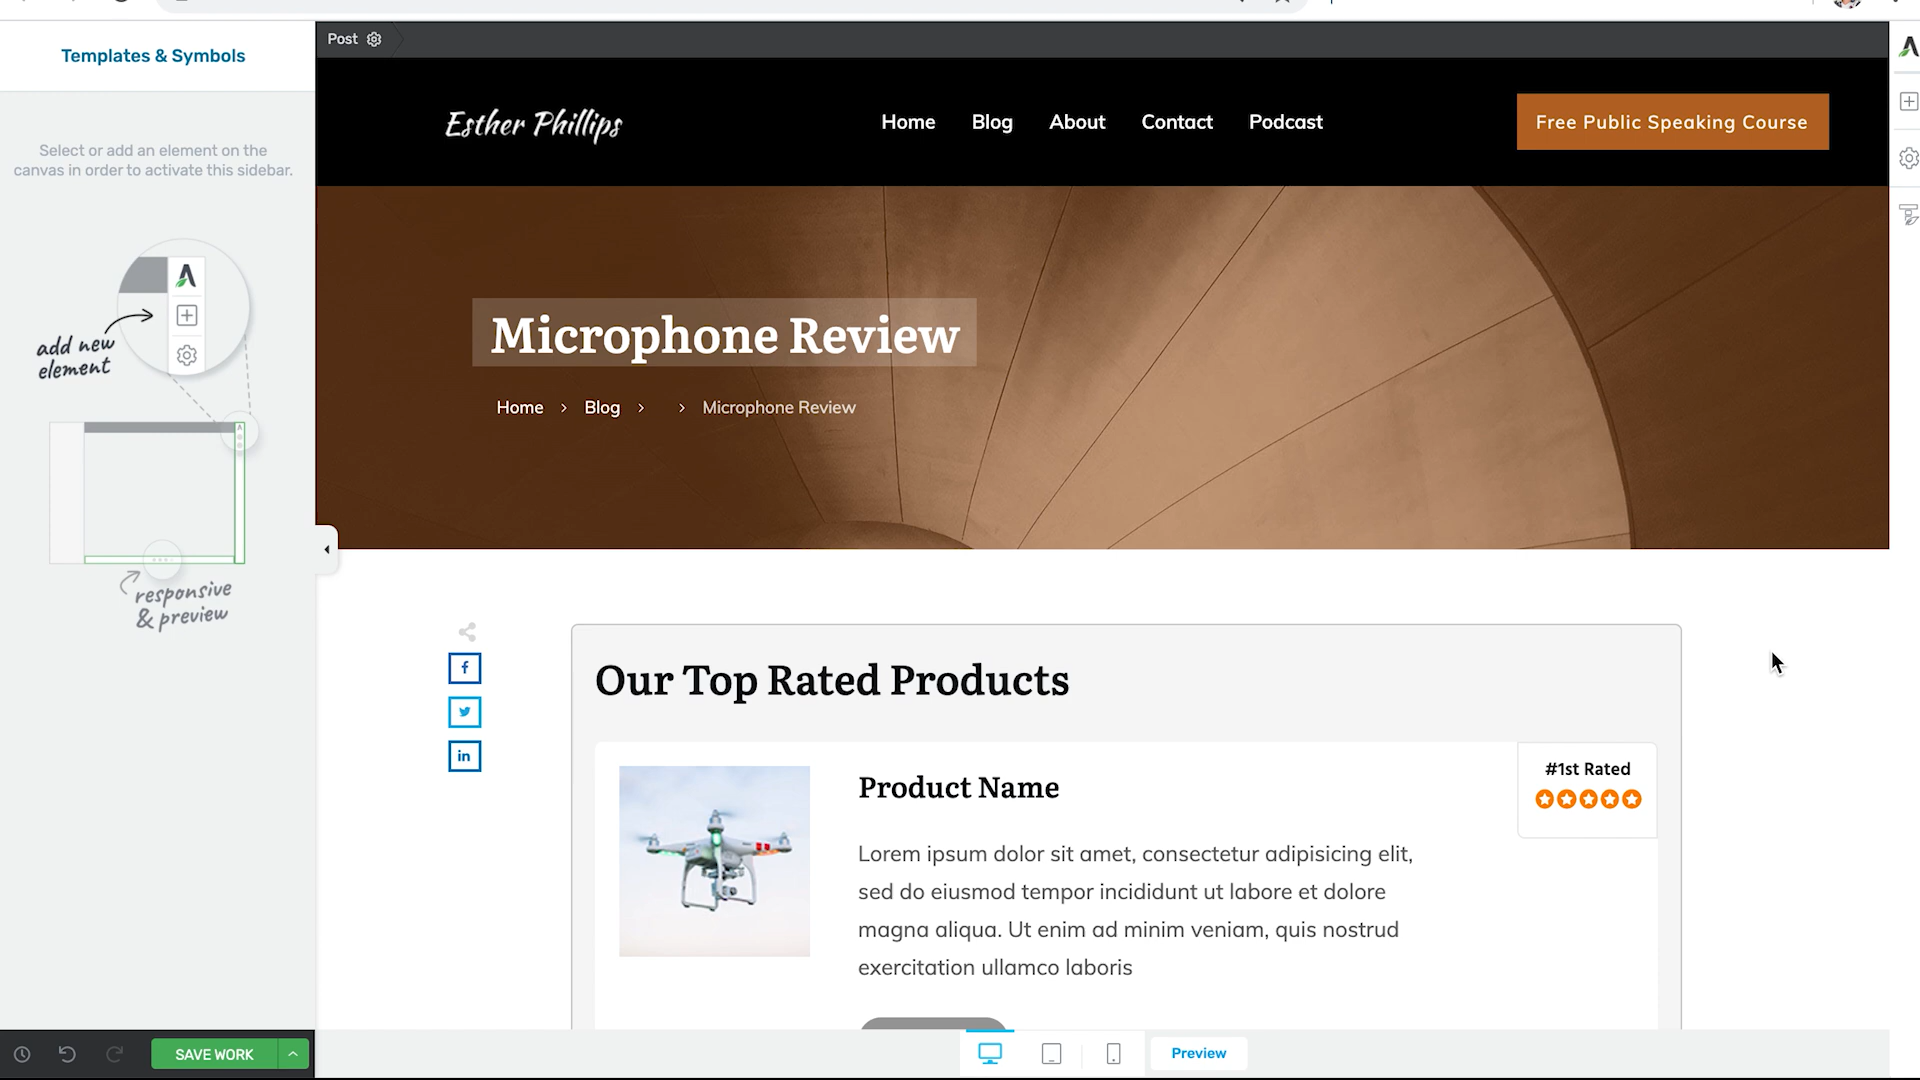 Templates & Symbols
Post
Select or add an element on the
canvas in order to activate this sidebar.
add new
element
responsive
& preview
Esther Phillips
Home
Blog
About
Contact
Podcast
Free Public Speaking Course
Microphone Review
Home > Blog > > Microphone Review
Our Top Rated Products
Product Name
#1st Rated
Lorem ipsum dolor sit amet, consectetur adipisicing elit,
sed do eiusmod tempor incididunt ut labore et dolore
magna aliqua. Ut enim ad minim veniam, quis nostrud
exercitation ullamco laboris
SAVE WORK
Preview